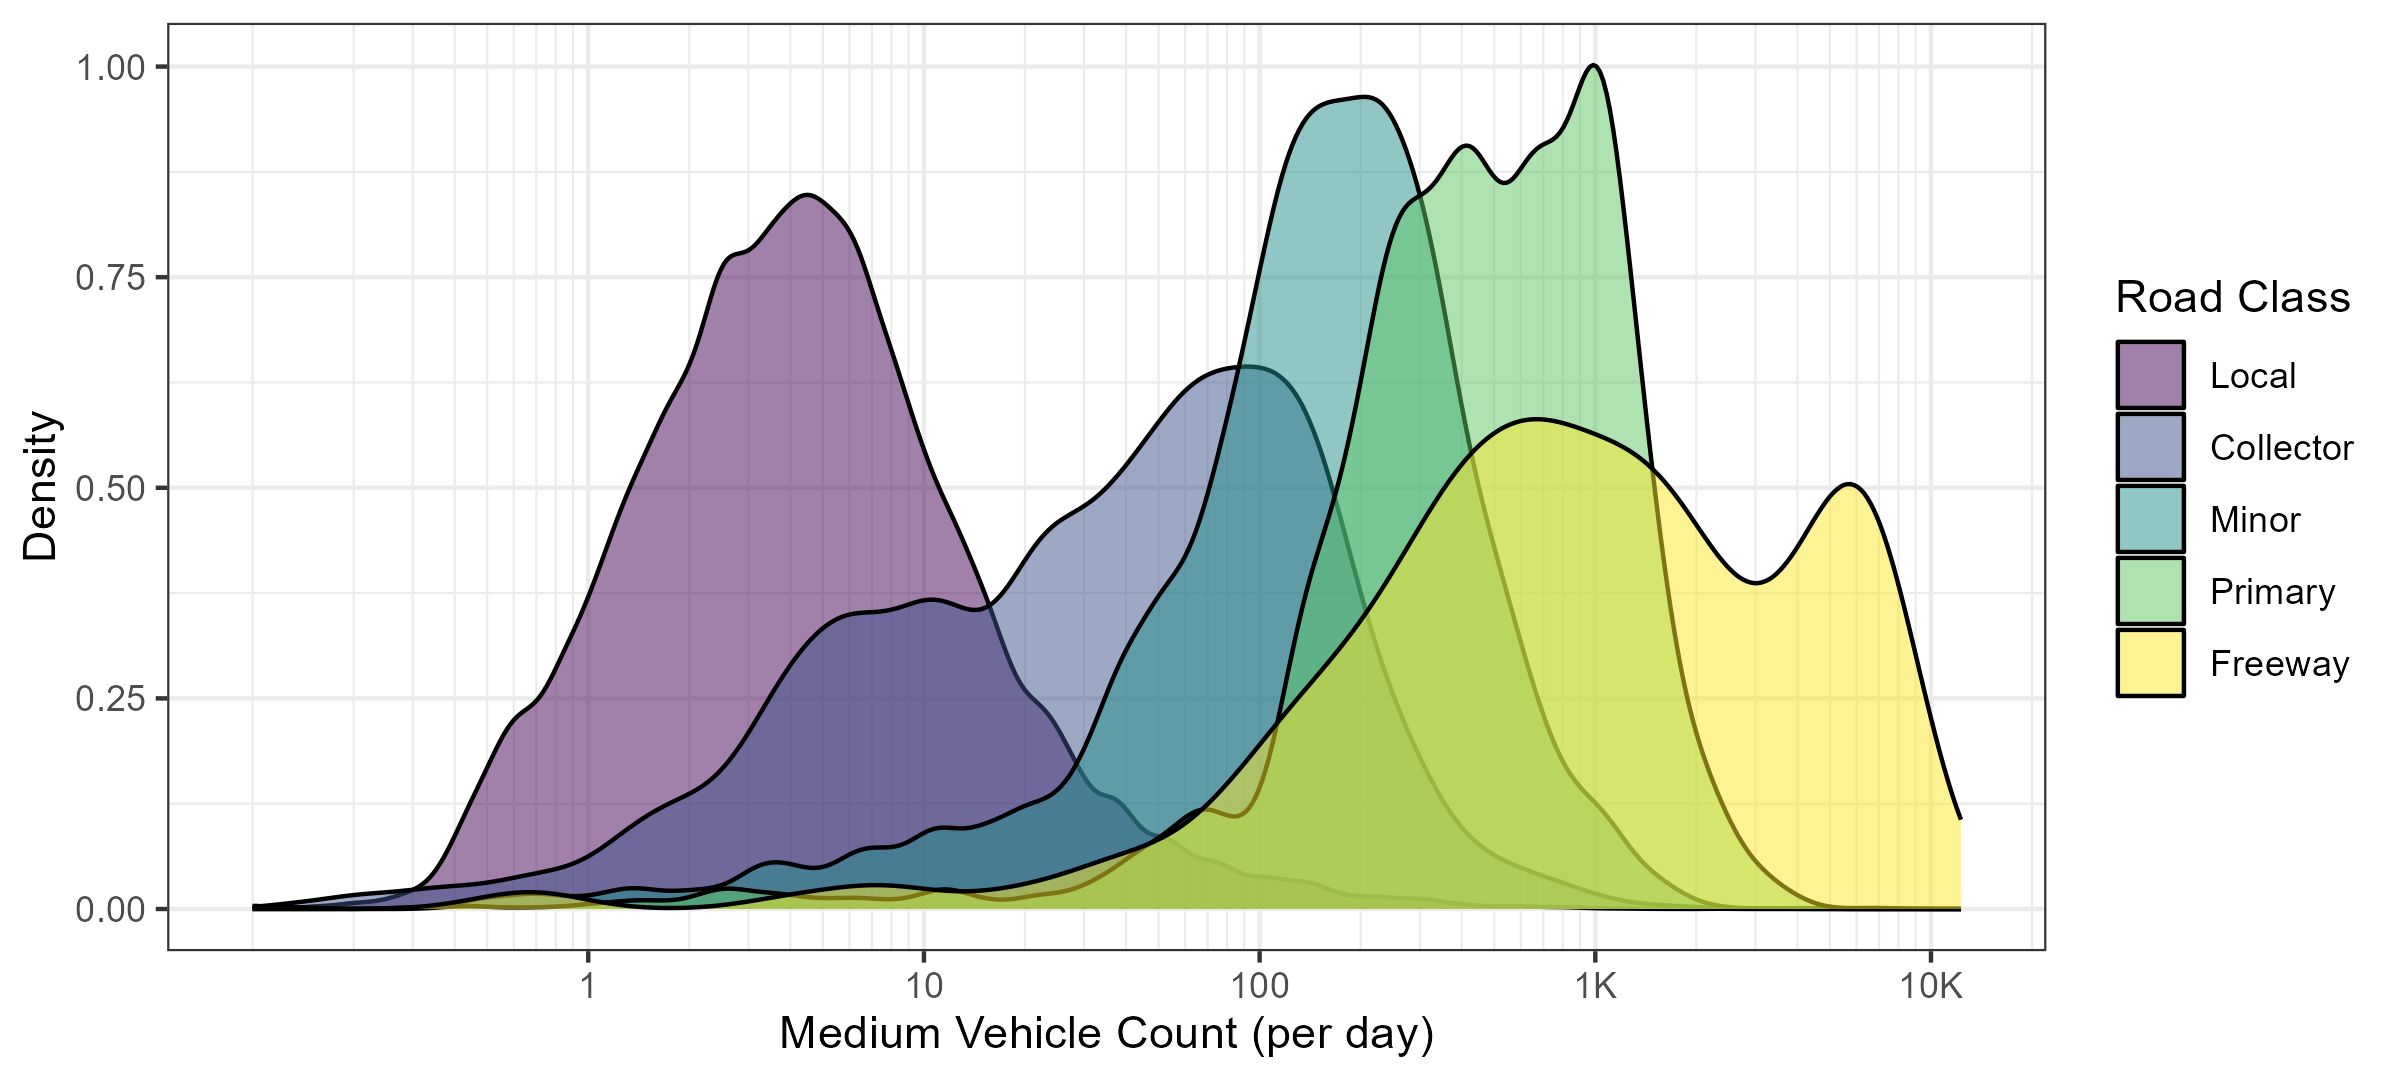 1.00
0.75
0.50
0.25
0.00
Density
1
10
100
1K
10K
Medium Vehicle Count (per day)
Road Class
Local
Collector
Minor
Primary
Freeway